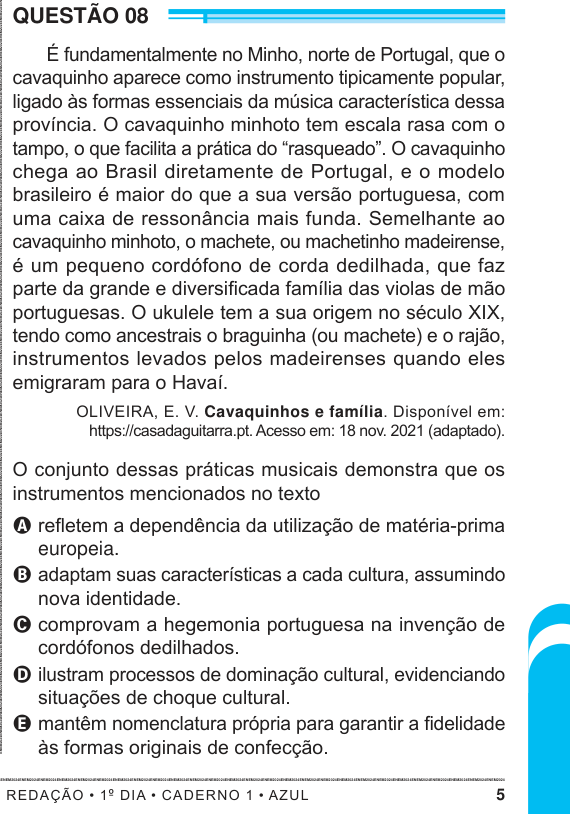 QUESTÃO 08
É fundamentalmente no Minho, norte de Portugal, que o
cavaquinho aparece como instrumento tipicamente popular,
ligado às formas essenciais da música característica dessa
província. O cavaquinho minhoto tem escala rasa com o
tampo, o que facilita a prática do “rasqueado”. O cavaquinho
chega ao Brasil diretamente de Portugal, e o modelo
brasileiro é maior do que a sua versão portuguesa, com
uma caixa de ressonância mais funda. Semelhante ao
cavaquinho minhoto, o machete, ou machetinho madeirense,
é um pequeno cordófono de corda dedilhada, que faz
parte da grande e diversificada família das violas de mão
portuguesas. O ukulele tem a sua origem no século XIX,
tendo como ancestrais o braguinha (ou machete) e o rajão,
instrumentos levados pelos madeirenses quando eles
emigraram para o Havaí.
OLIVEIRA, E. V. Cavaquinhos e família. Disponível em:
https://casadaguitarra.pt. Acesso em: 18 nov. 2021 (adaptado).
O conjunto dessas práticas musicais demonstra que os
instrumentos mencionados no texto
A refletem a dependência da utilização de matéria-prima
europeia.
B adaptam suas características a cada cultura, assumindo
nova identidade.
C comprovam a hegemonia portuguesa na invenção de
cordófonos dedilhados.
D ilustram processos de dominação cultural, evidenciando
situações de choque cultural.
E mantêm nomenclatura própria para garantir a fidelidade
às formas originais de confecção.
REDAÇÃO • 1º DIA • CADERNO 1 • AZUL 5